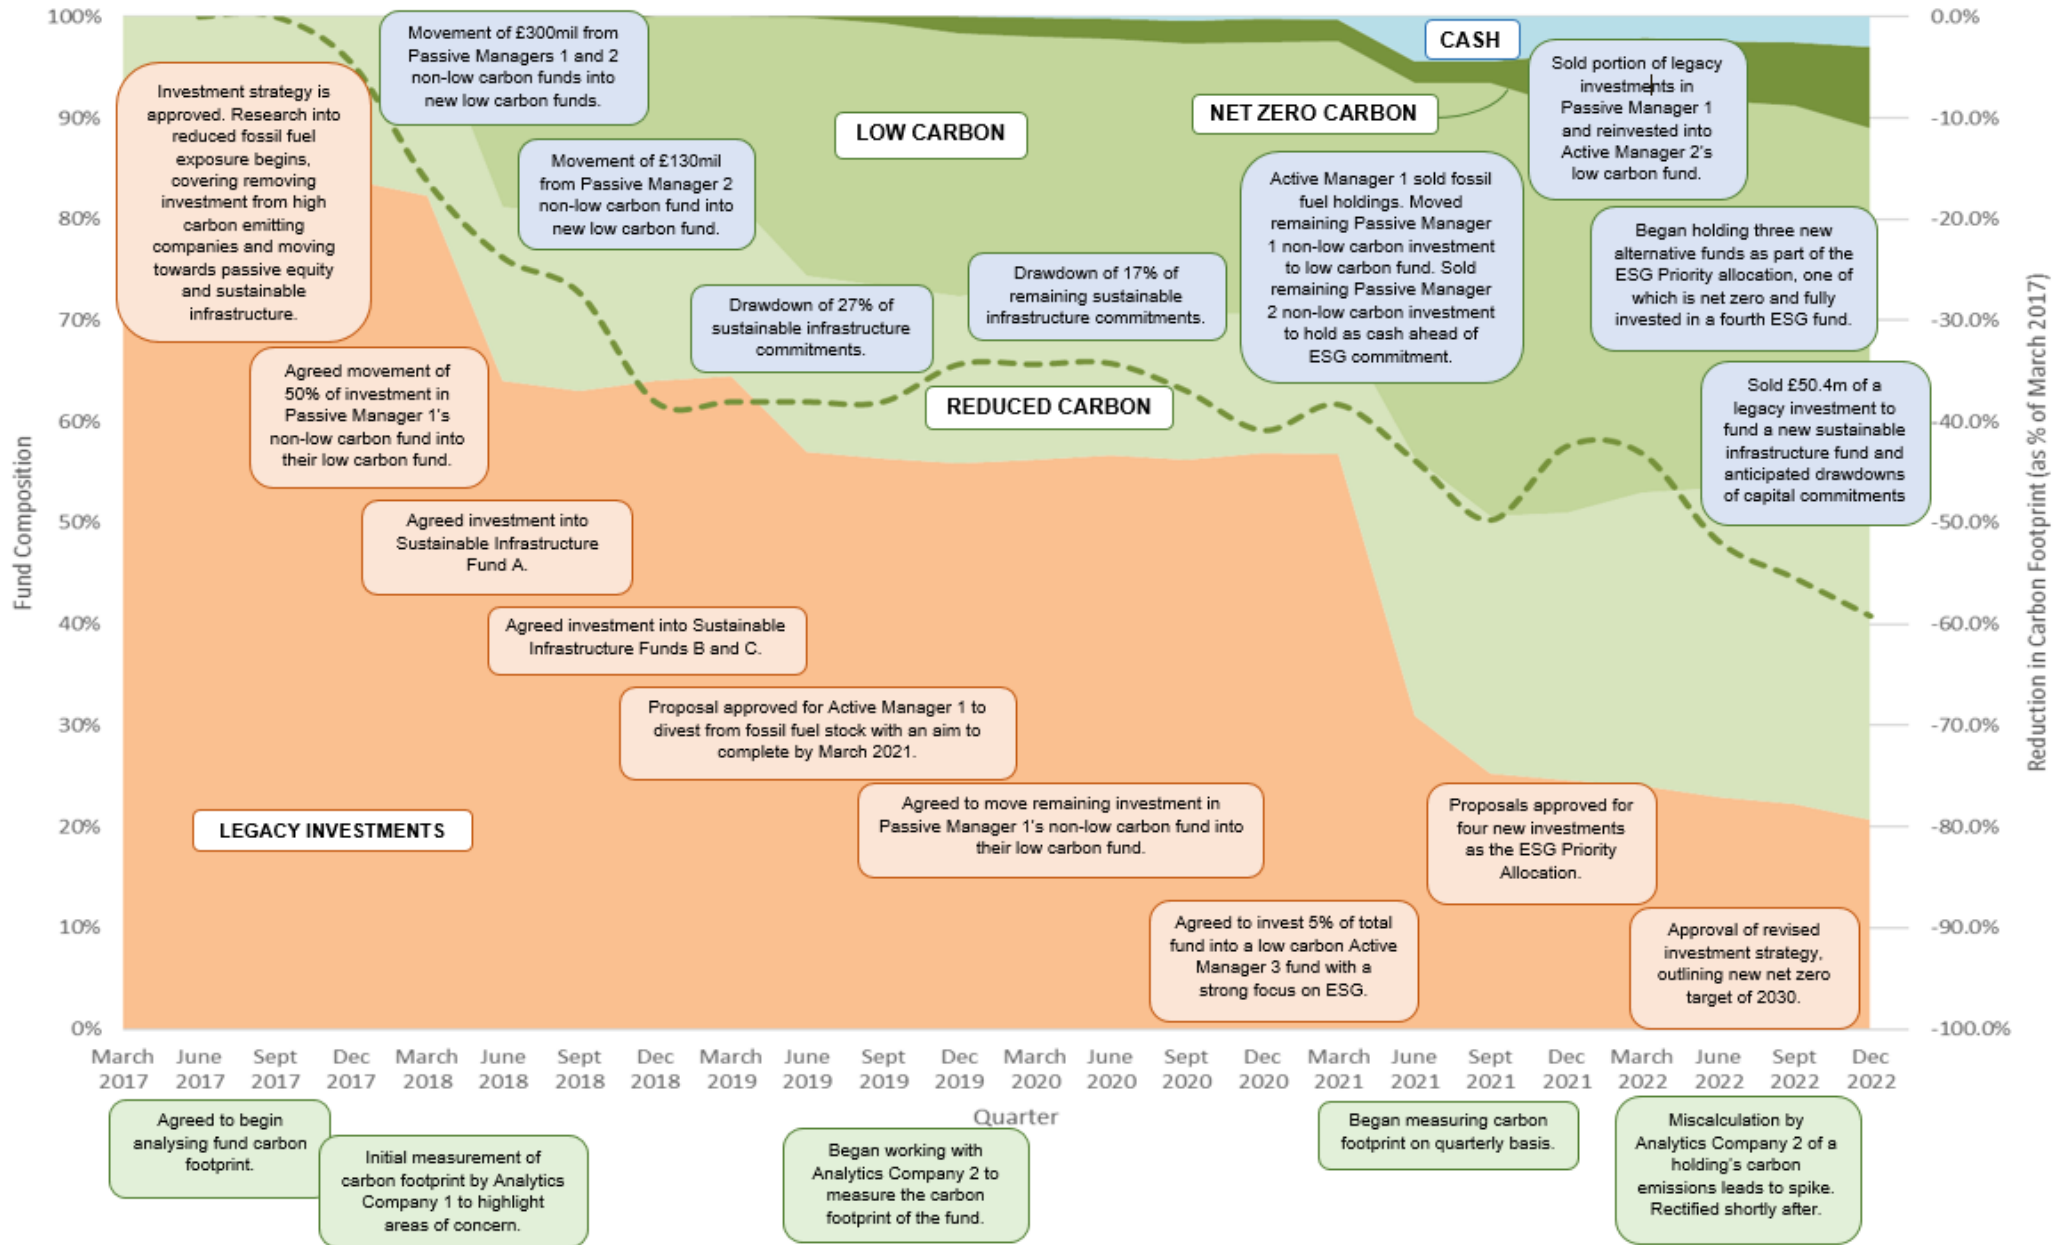 100%
90%
80%
70%
60%
50%
40%
30%
20%
10%
0%
Fund Composition
0.0%
-10.0%
-20.0%
-30.0%
-40.0%
-50.0%
-60.0%
-70.0%
-80.0%
-90.0%
-100.0%
Reduction in Carbon Footprint (as % of March 2017)
Investment strategy is
approved. Research into
reduced fossil fuel
exposure begins,
covering removing
investment from high
carbon emitting
companies and moving
towards passive equity
and sustainable
infrastructure.
Movement of £300mil from
Passive Managers 1 and 2
non-low carbon funds into
new low carbon funds.
Movement of £130mil
from Passive Manager 2
non-low carbon fund into
new low carbon fund.
Drawdown of 27% of
sustainable infrastructure
commitments.
Drawdown of 17% of
remaining sustainable
infrastructure commitments.
Active Manager 1 sold fossil
fuel holdings. Moved
remaining Passive Manager
1 non-low carbon investment
to low carbon fund. Sold
remaining Passive Manager
2 non-low carbon investment
to hold as cash ahead of
ESG commitment.
Sold portion of legacy
investments in
Passive Manager 1
and reinvested into
Active Manager 2's
low carbon fund.
Began holding three new
alternative funds as part of the
ESG Priority allocation, one of
which is net zero and fully
invested in a fourth ESG fund.
Sold £50.4m of a
legacy investment to
fund a new sustainable
infrastructure fund and
anticipated drawdowns
of capital commitments
CASH
NET ZERO CARBON
LOW CARBON
REDUCED CARBON
LEGACY INVESTMENTS
Agreed movement of
50% of investment in
Passive Manager 1's
non-low carbon fund into
their low carbon fund.
Agreed investment into
Sustainable Infrastructure
Fund A.
Agreed investment into Sustainable
Infrastructure Funds B and C.
Proposal approved for Active Manager 1 to
divest from fossil fuel stock with an aim to
complete by March 2021.
Agreed to move remaining investment in
Passive Manager 1's non-low carbon fund into
their low carbon fund.
Agreed to invest 5% of total
fund into a low carbon Active
Manager 3 fund with a
strong focus on ESG.
Proposals approved for
four new investments
as the ESG Priority
Allocation.
Approval of revised
investment strategy,
outlining new net zero
target of 2030.
March June Sept Dec March June Sept Dec March June Sept Dec March June Sept Dec March June Sept Dec March June Sept Dec
2017 2017 2017 2017 2018 2018 2018 2018 2019 2019 2019 2019 2020 2020 2020 2020 2021 2021 2021 2021 2022 2022 2022 2022
Quarter
Agreed to begin
analysing fund carbon
footprint.
Initial measurement of
carbon footprint by Analytics
Company 1 to highlight
areas of concern.
Began working with
Analytics Company 2 to
measure the carbon
footprint of the fund.
Began measuring carbon
footprint on quarterly basis.
Miscalculation by
Analytics Company 2 of a
holding's carbon
emissions leads to spike.
Rectified shortly after.